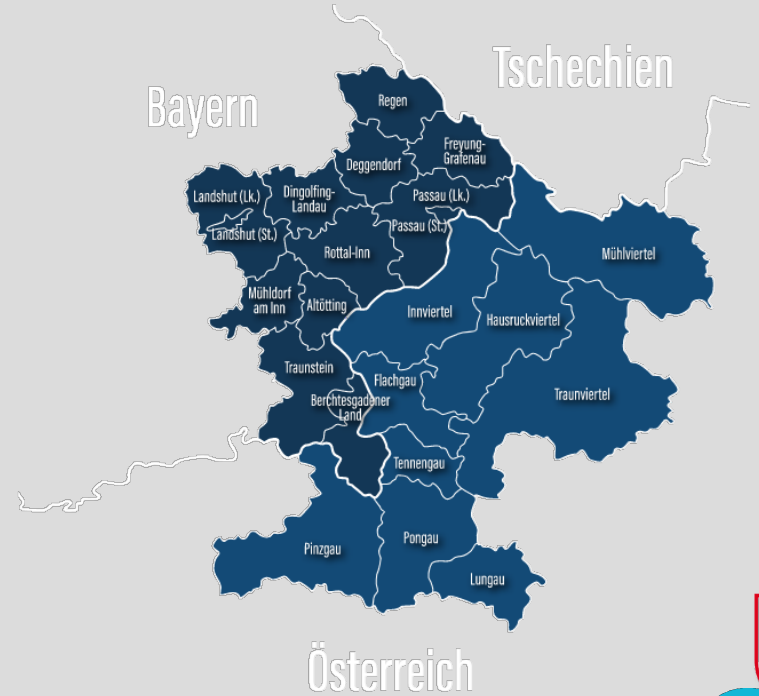 Tschechien
Bayern
Regen
Freyung-
Grafenau
Deggendorf
Landshut (Lk.)
Dingolfing-
Landau
Passau (Lk.)
Passau (St.)
Landshut (St.)
Rottal-Inn
Mühlviertel
Mühldorf
am Inn
Altötting
Innviertel
Hausruckviertel
Traunstein
Flachgau
Traunviertel
Berchtesgadener
Land
Tennengau
Pinzgau
Pongau
Lungau
Österreich